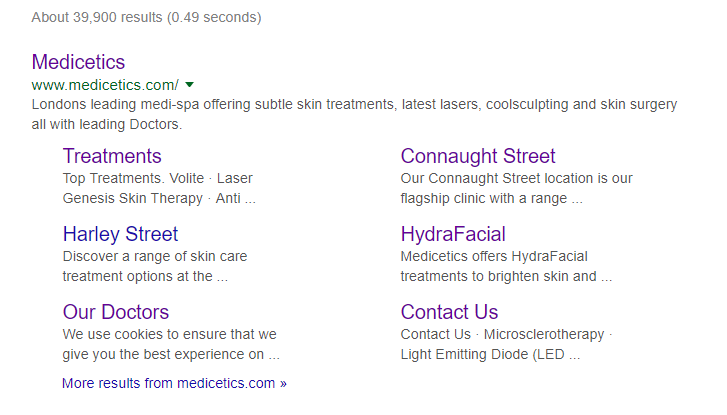 About 39,900 results (0.49 seconds)
Medicetics
www.medicetics.com/
Londons leading medi-spa offering subtle skin treatments, latest lasers, coolsculpting and skin surgery
all with leading Doctors.
Treatments
Top Treatments. Volite · Laser
Genesis Skin Therapy · Anti ...
Connaught Street
Our Connaught Street location is our
flagship clinic with a range ...
Harley Street
Discover a range of skin care
treatment options at the ...
HydraFacial
Medicetics offers HydraFacial
treatments to brighten skin and ...
Our Doctors
We use cookies to ensure that we
give you the best experience on ...
Contact Us
Contact Us · Microsclerotherapy ·
Light Emitting Diode (LED ...
More results from medicetics.com »